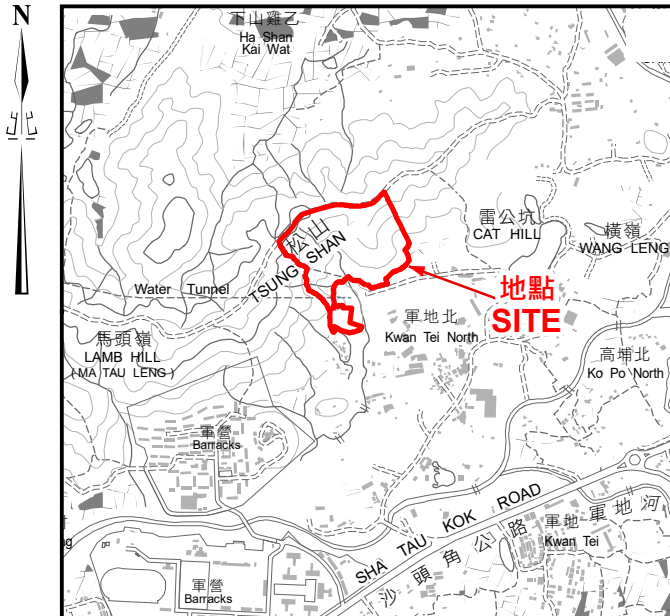 N
下山雞乙
Ha Shan
Kai Wat
雷公坑
CAT HILL
橫嶺
WANG LENG
松山
TSUNG SHAN
Water Tunnel
地點
SITE
軍地北
Kwan Tei North
馬頭嶺
LAMB HILL
( MA TAU LENG )
高埔北
Ko Po North
軍營
Barracks
SHA TAU KOK ROAD
沙頭角公路
軍地
Kwan Tei
軍地河
軍營
Barracks